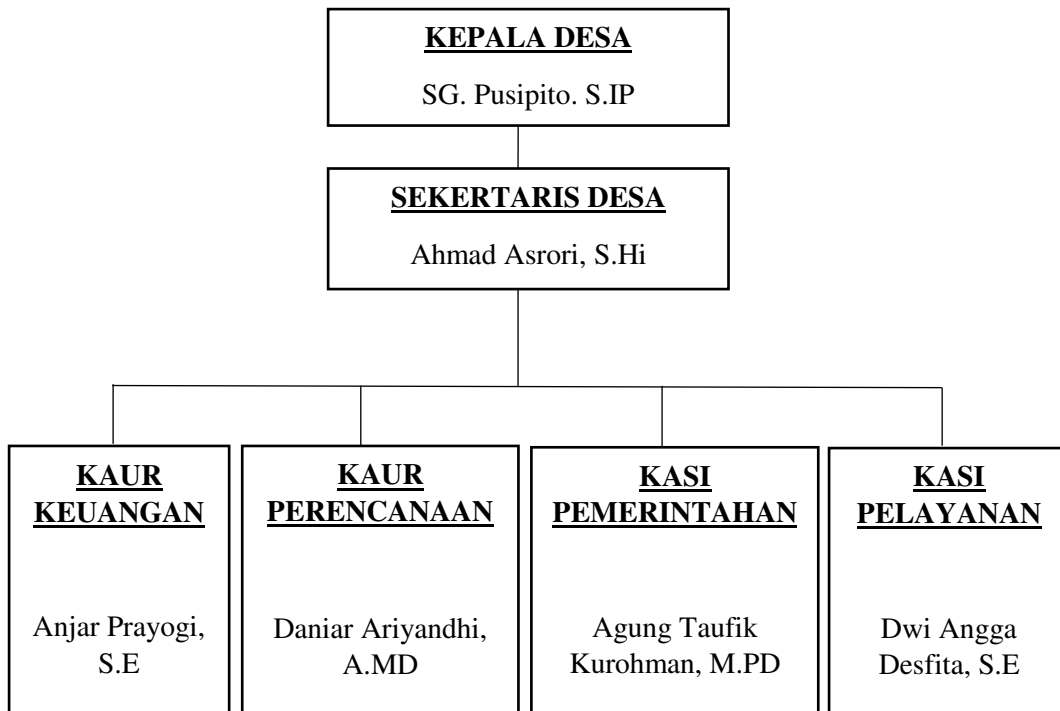 KEPALA DESA
SG. Pusipito. S.IP
SEKERTARIS DESA
Ahmad Asrori, S.Hi
KAUR
KEUANGAN
Anjar Prayogi,
S.E
KAUR
PERENCANAAN
Daniar Ariyandhi,
A.MD
KASI
PEMERINTAHAN
Agung Taufik
Kurohman, M.PD
KASI
PELAYANAN
Dwi Angga
Desfita, S.E